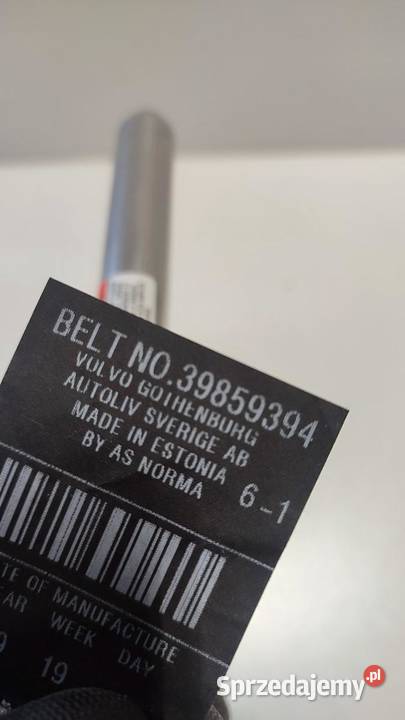 BELT NO.39859394
VOLVO GOTHENBURG
AUTOLIV SVERIGE AB
MADE IN ESTONIA
BY AS NORMA 6-1
OF MANUFACTURE
WEEK DAY
19
Sprzedajemy.pl